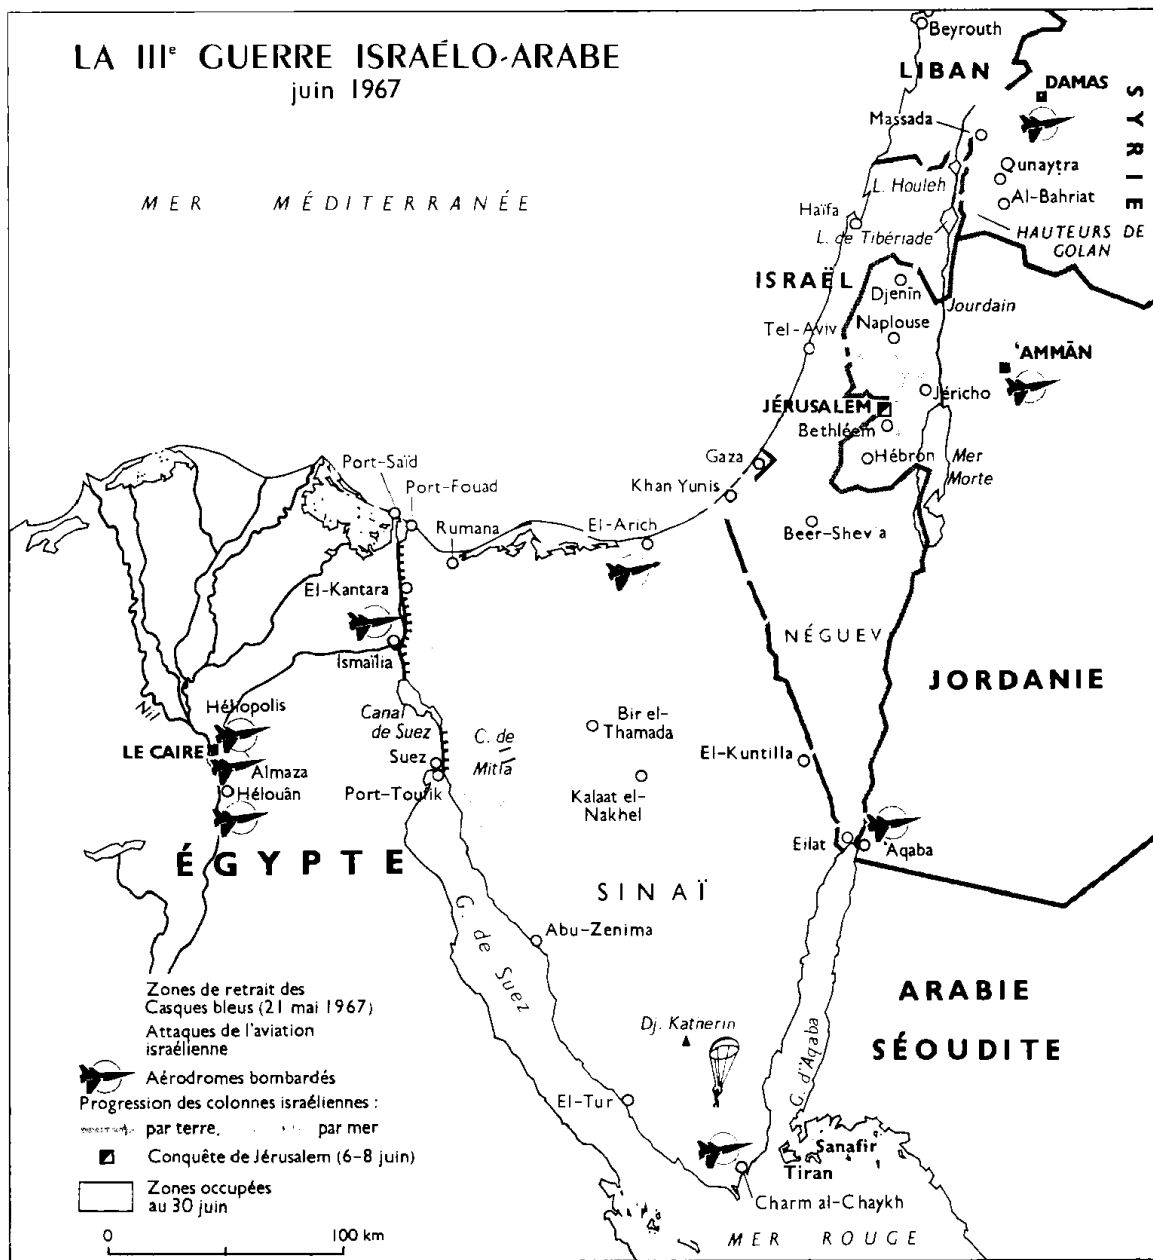 LA IIIe GUERRE ISRAÉLO-ARABE
juin 1967
Beyrouth
LIBAN
DAMAS
SYRIE
Massada
Qunayṭra
Al-Bahriat
L. Houleh
MER MÉDITERRANÉE
Haïfa
L. de Tibériade
HAUTEURS DE
GOLAN
ISRAËL
Djenīn
Jourdain
Naplouse
Tel-Aviv
'AMMĀN
Jéricho
JÉRUSALEM
Bethléem
Hébron
Mer
Morte
Gaza
Khan Yunis
Port-Saïd
Port-Fouad
Rumana
El-Arich
Beer-Shev'a
El-Kantara
Ismaïlia
NÉGUEV
JORDANIE
Nil
Héliopolis
LE CAIRE
Almaza
Hélouân
Canal
de Suez
Suez
Port-Toufik
C. de
Mitla
Bir el-
Thamada
Kalaat el-
Nakhel
El-Kuntilla
Eilat
'Aqaba
ÉGYPTE
SINAÏ
G. de Suez
Abu-Zenima
ARABIE
SÉOUDITE
Dj. Katherin
G. d'Aqaba
El-Tur
Sanafir
Tiran
Charm al-Chaykh
MER ROUGE
Zones de retrait des
Casques bleus (21 mai 1967)
Attaques de l'aviation
israélienne
Aérodromes bombardés
Progression des colonnes israéliennes :
par terre, par mer
Conquête de Jérusalem (6-8 juin)
Zones occupées
au 30 juin
0 100 km